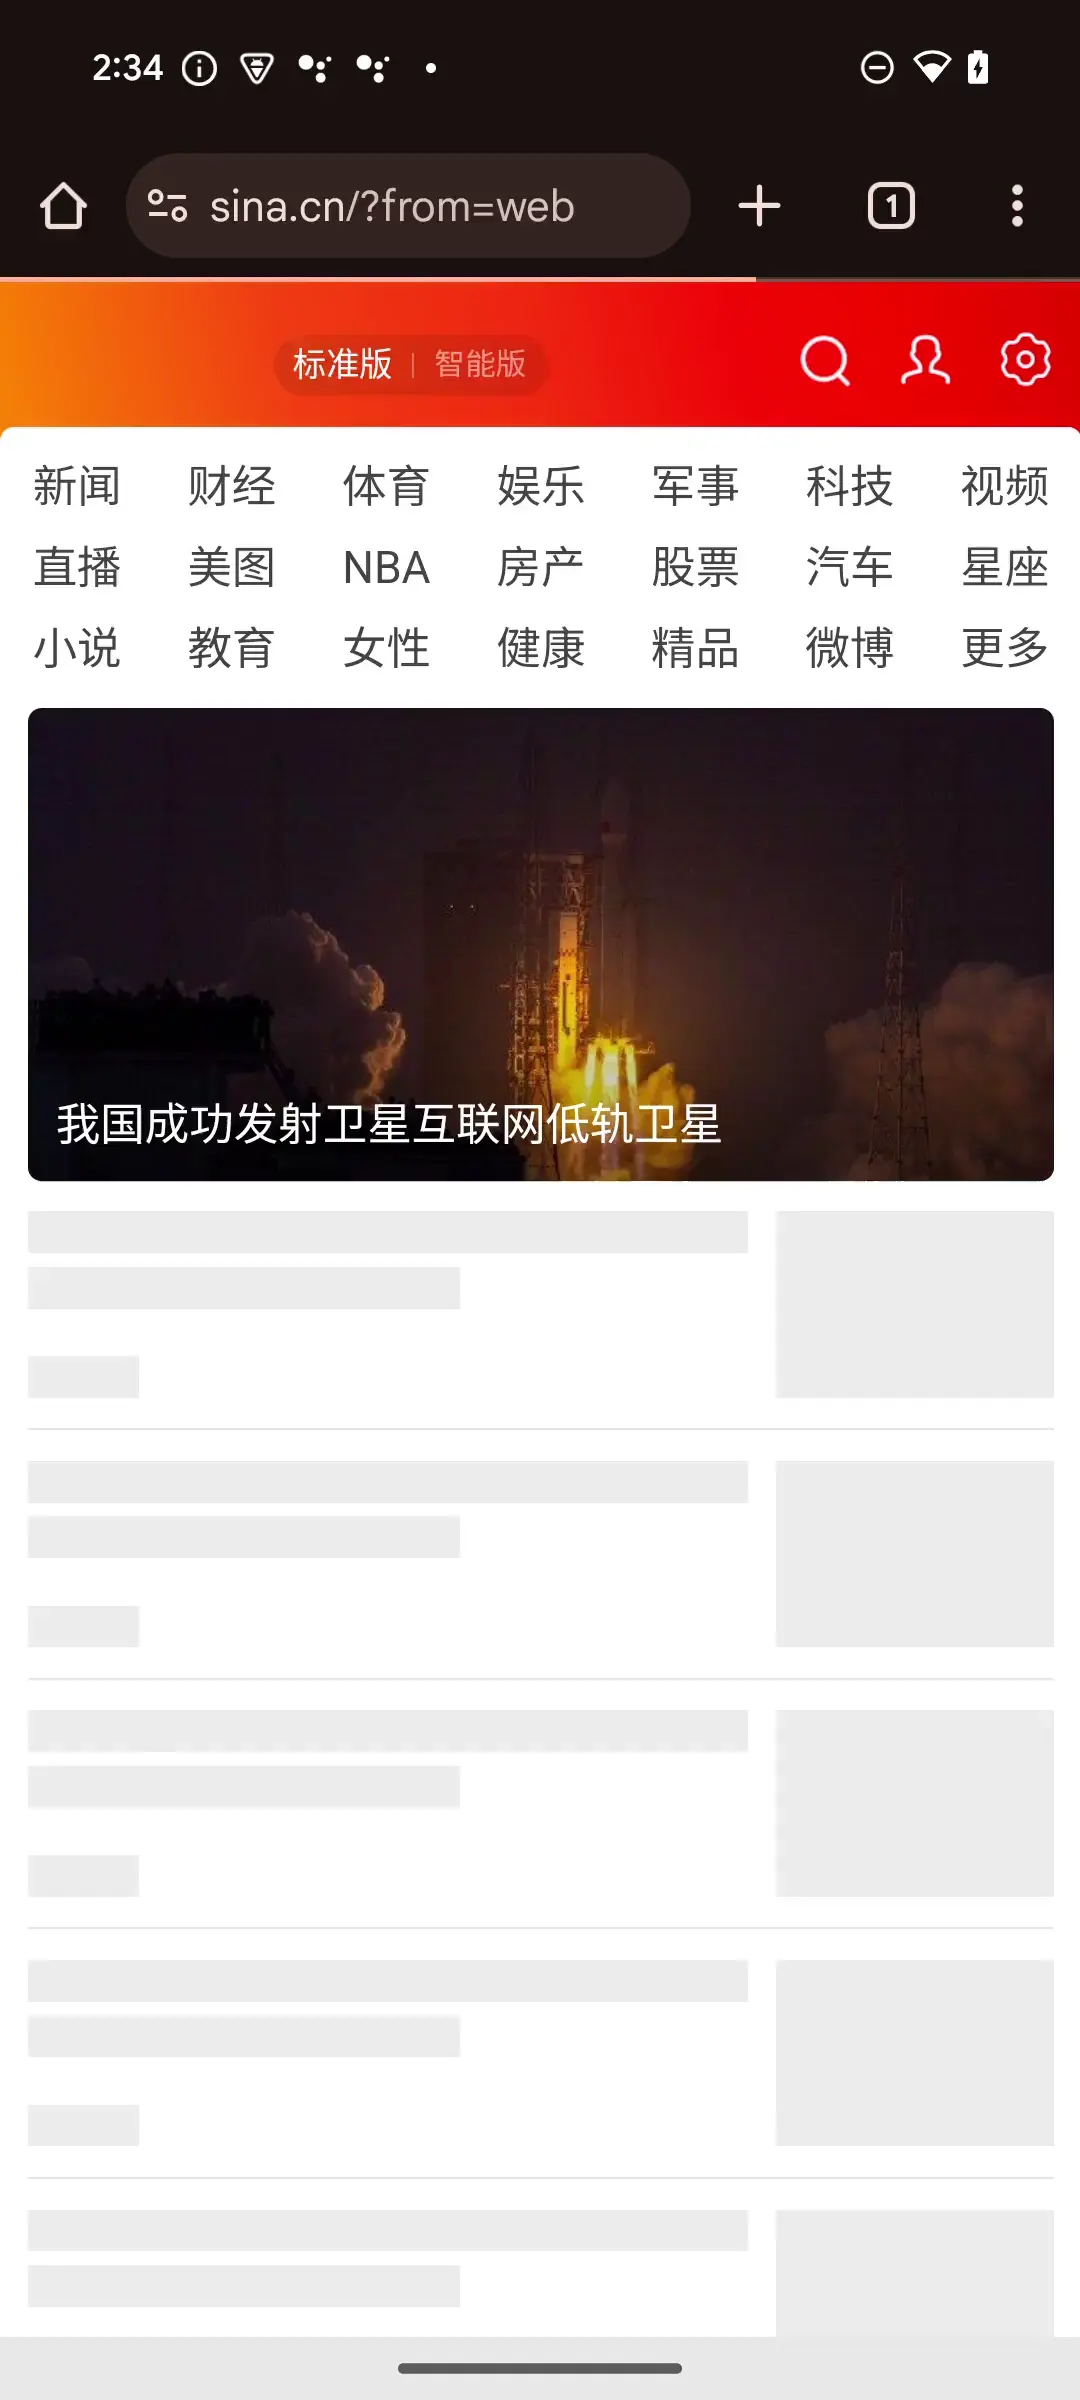 2:34
sina.cn/?from=web
1
标准版 | 智能版
新闻 财经 体育 娱乐 军事 科技 视频
直播 美图 NBA 房产 股票 汽车 星座
小说 教育 女性 健康 精品 微博 更多
我国成功发射卫星互联网低轨卫星